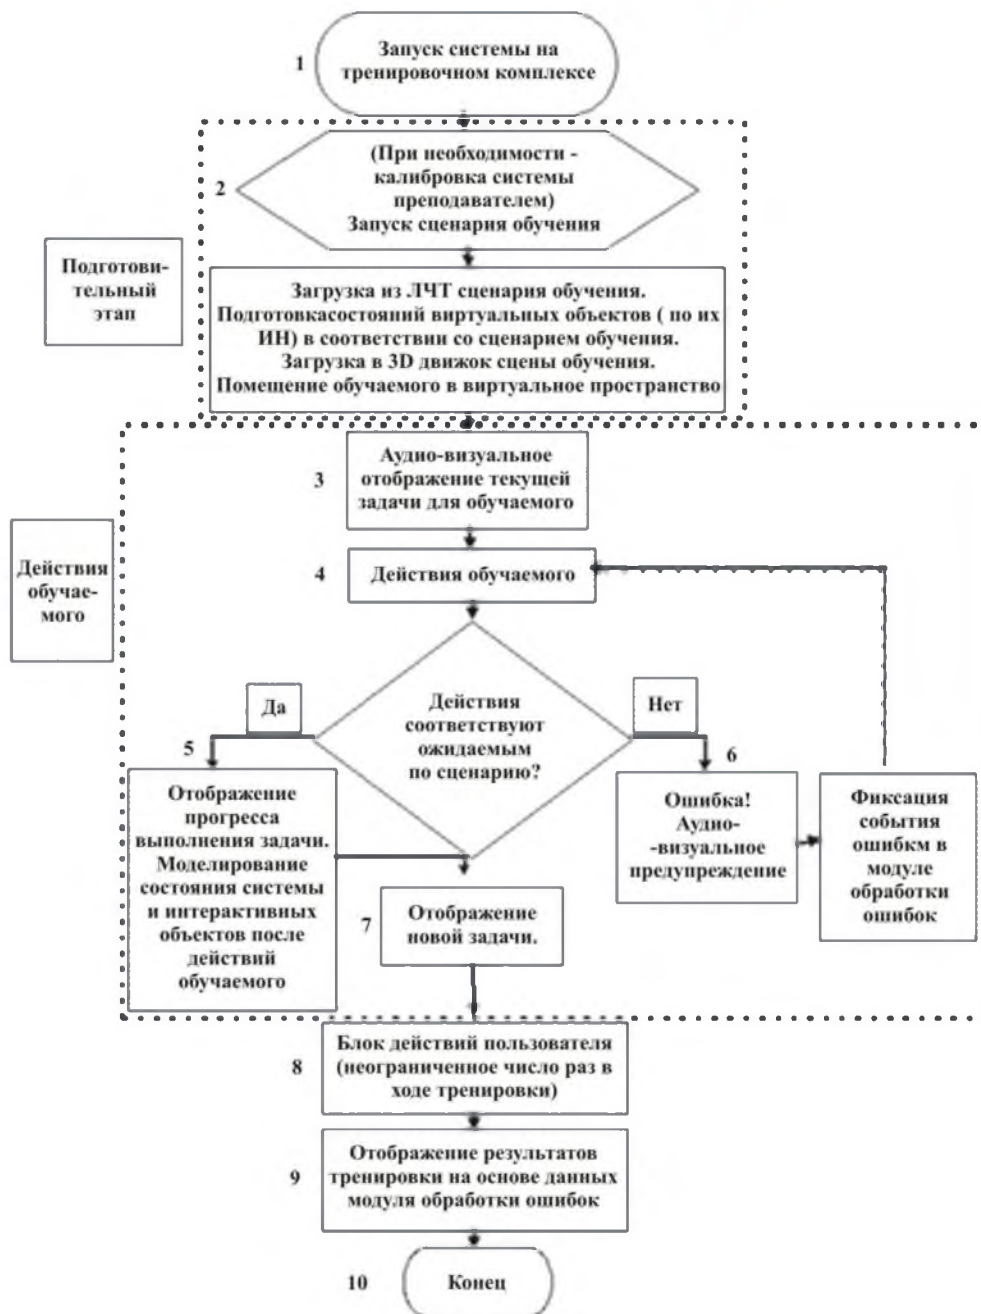 1
Запуск системы на
тренировочном комплексе
2
(При необходимости -
калибровка системы
преподавателем)
Запуск сценария обучения
Подготови-
тельный
этап
Загрузка из ЛЧТ сценария обучения.
Подготовкасостояний виртуальных объектов ( по их
ИН) в соответствии со сценарием обучения.
Загрузка в 3D движок сцены обучения.
Помещение обучаемого в виртуальное пространство
3
Аудио-визуальное
отображение текущей
задачи для обучаемого
Действия
обучае-
мого
4
Действия обучаемого
Действия
соответствуют
ожидаемым
по сценарию?
Да
Нет
5
Отображение
прогресса
выполнения задачи.
Моделирование
состояния системы
и интерактивных
объектов после
действий
обучаемого
6
Ошибка!
Аудио-
-визуальное
предупреждение
Фиксация
события
ошибкм в
модуле
обработки
ошибок
7
Отображение
новой задачи.
8
Блок действий пользователя
(неограниченное число раз в
ходе тренировки)
9
Отображение результатов
тренировки на основе данных
модуля обработки ошибок
10
Конец